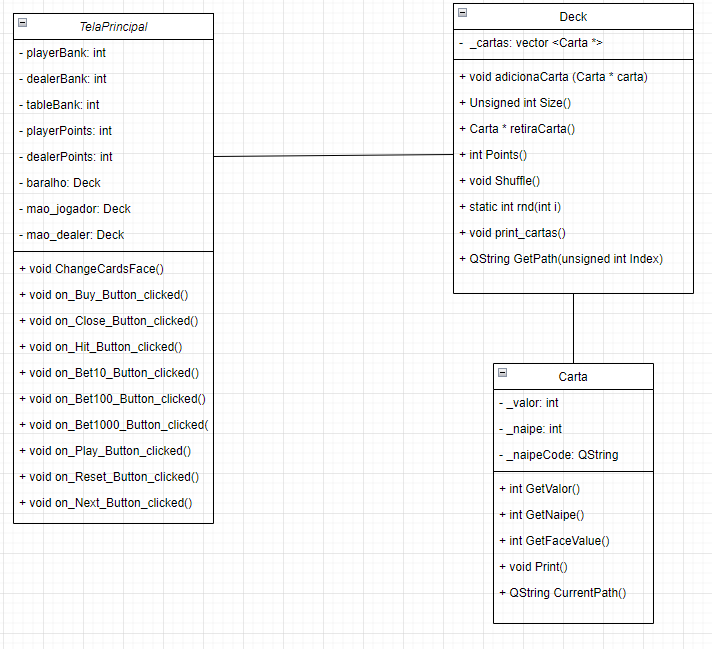 TelaPrincipal
- playerBank: int
- dealerBank: int
- tableBank: int
- playerPoints: int
- dealerPoints: int
- baralho: Deck
- mao_jogador: Deck
- mao_dealer: Deck
+ void ChangeCardsFace()
+ void on_Buy_Button_clicked()
+ void on_Close_Button_clicked()
+ void on_Hit_Button_clicked()
+ void on_Bet10_Button_clicked()
+ void on_Bet100_Button_clicked()
+ void on_Bet1000_Button_clicked(
+ void on_Play_Button_clicked()
+ void on_Reset_Button_clicked()
+ void on_Next_Button_clicked()
Deck
- _cartas: vector <Carta *>
+ void adicionaCarta (Carta * carta)
+ Unsigned int Size()
+ Carta * retiraCarta()
+ int Points()
+ void Shuffle()
+ static int rnd(int i)
+ void print_cartas()
+ QString GetPath(unsigned int Index)
Carta
- _valor: int
- _naipe: int
- _naipeCode: QString
+ int GetValor()
+ int GetNaipe()
+ int GetFaceValue()
+ void Print()
+ QString CurrentPath()